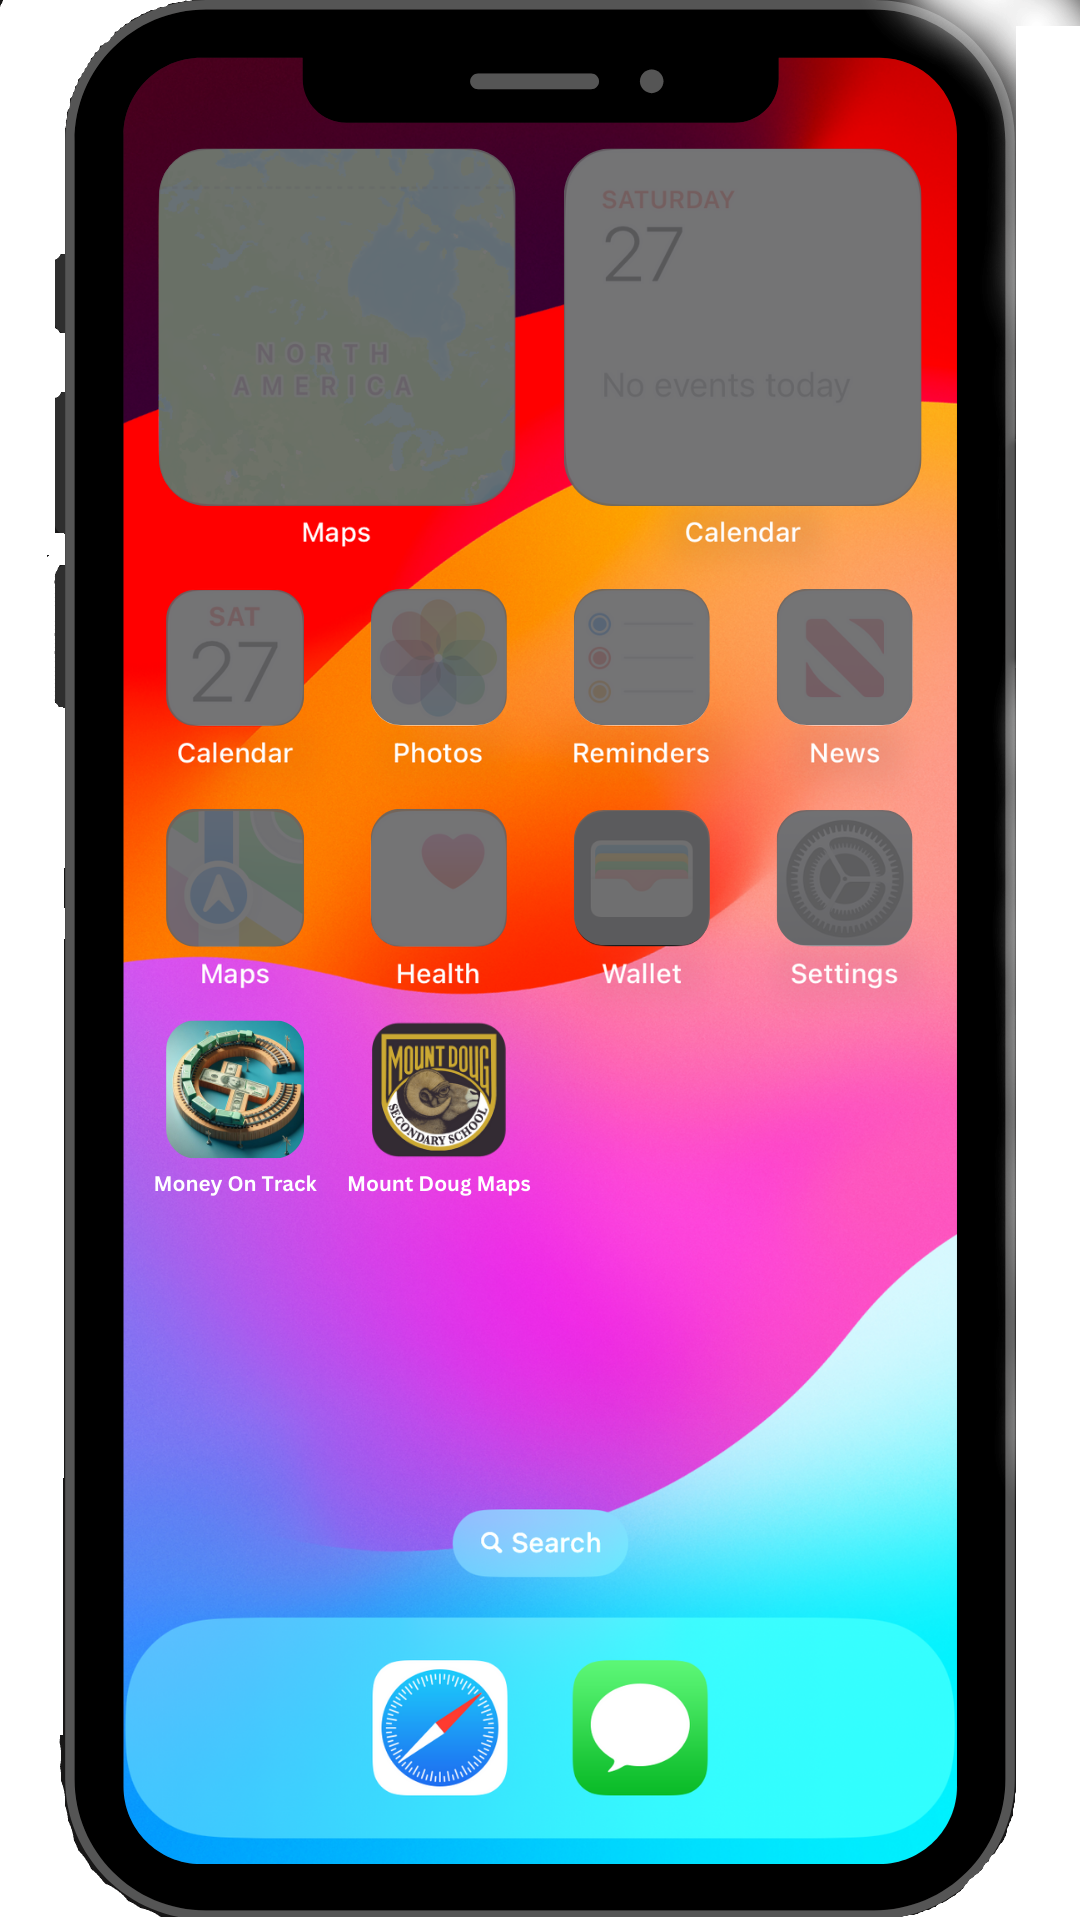 NORTH
AMERICA
SATURDAY
27
No events today
Maps
Calendar
SAT
27
Calendar
Photos
Reminders
News
Maps
Health
Wallet
Settings
MOUNT DOUG
SECONDARY SCHOOL
Money On Track
Mount Doug Maps
Search